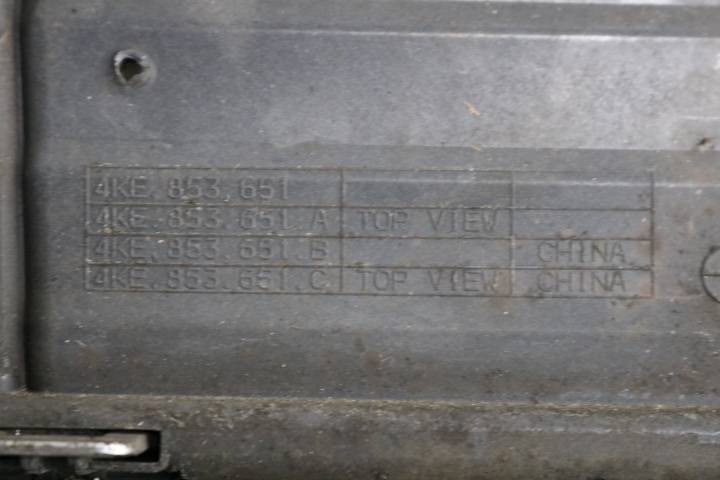 4KE.853.651
4KE.853.651.A TOP VIEW
4KE.853.651.B CHINA
4KE.853.651.C TOP VIEW CHINA